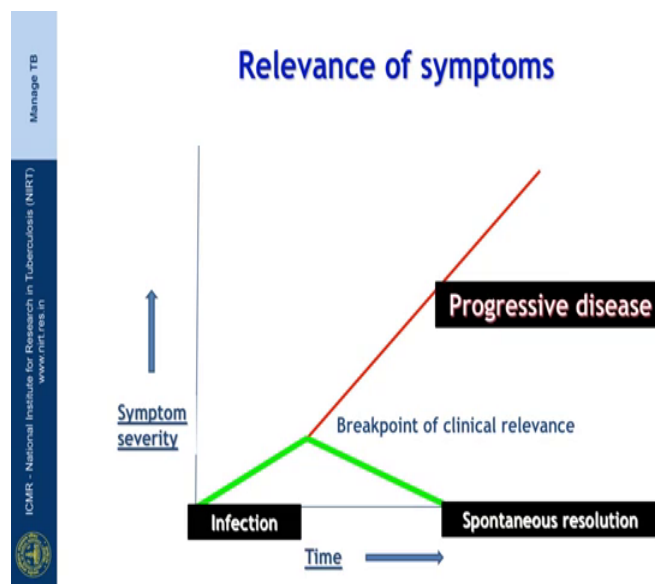 Relevance of symptoms
Manage TB
ICMR - National Institute for Research in Tuberculosis (NIRT)
www.nirt.res.in
Progressive disease
Symptom
severity
Breakpoint of clinical relevance
Infection
Spontaneous resolution
Time